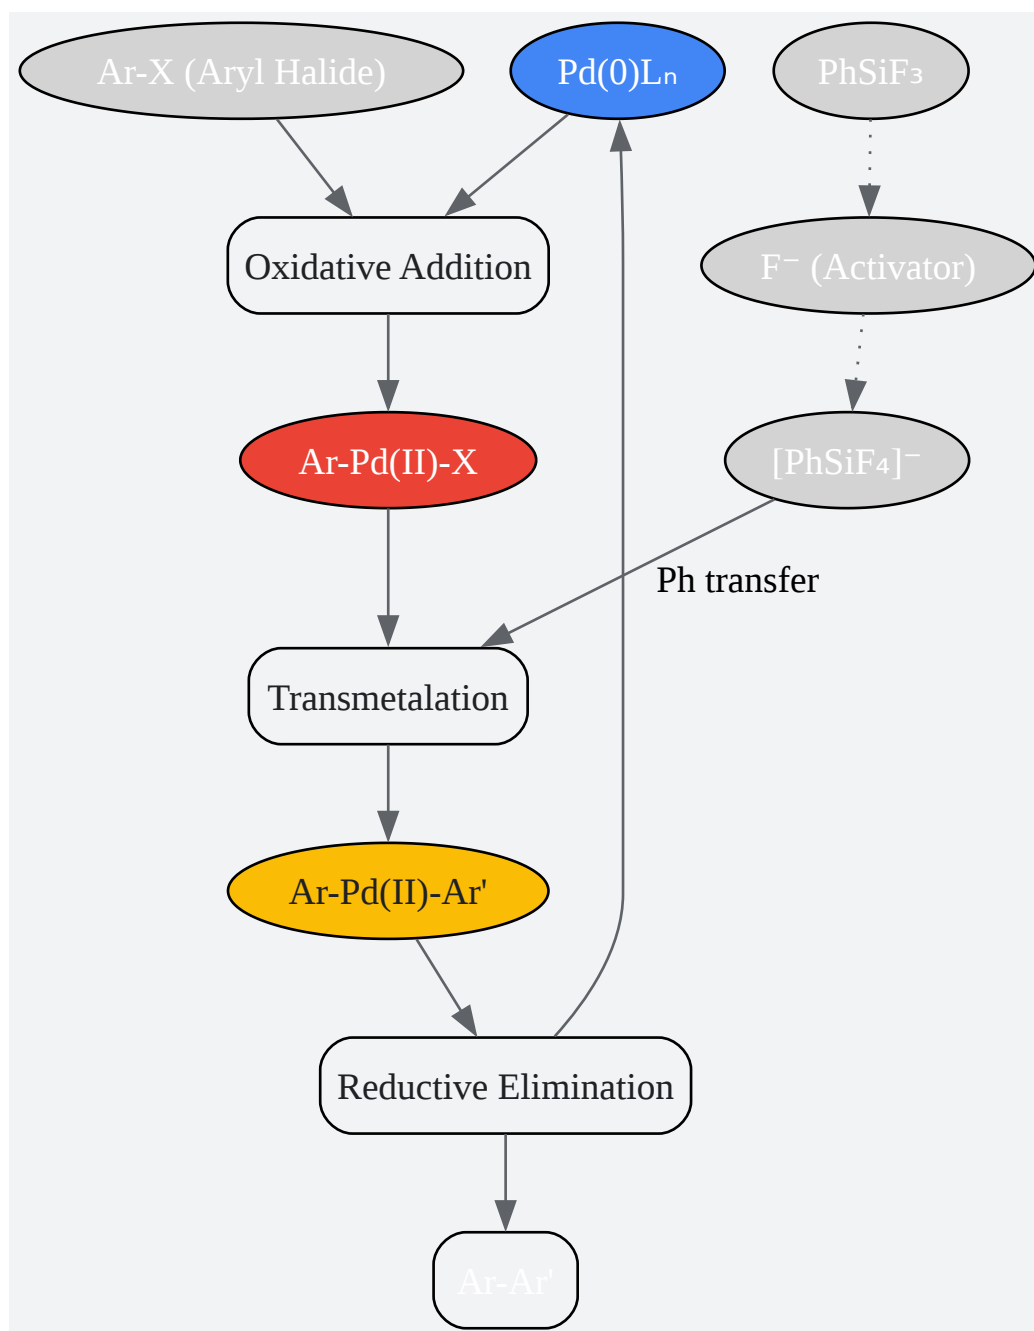 Ar-X (Aryl Halide)
Pd(0)Lₙ
PhSiF₃
Oxidative Addition
F⁻ (Activator)
Ar-Pd(II)-X
[PhSiF₄]⁻
Ph transfer
Transmetalation
Ar-Pd(II)-Ar'
Reductive Elimination
Ar-Ar'